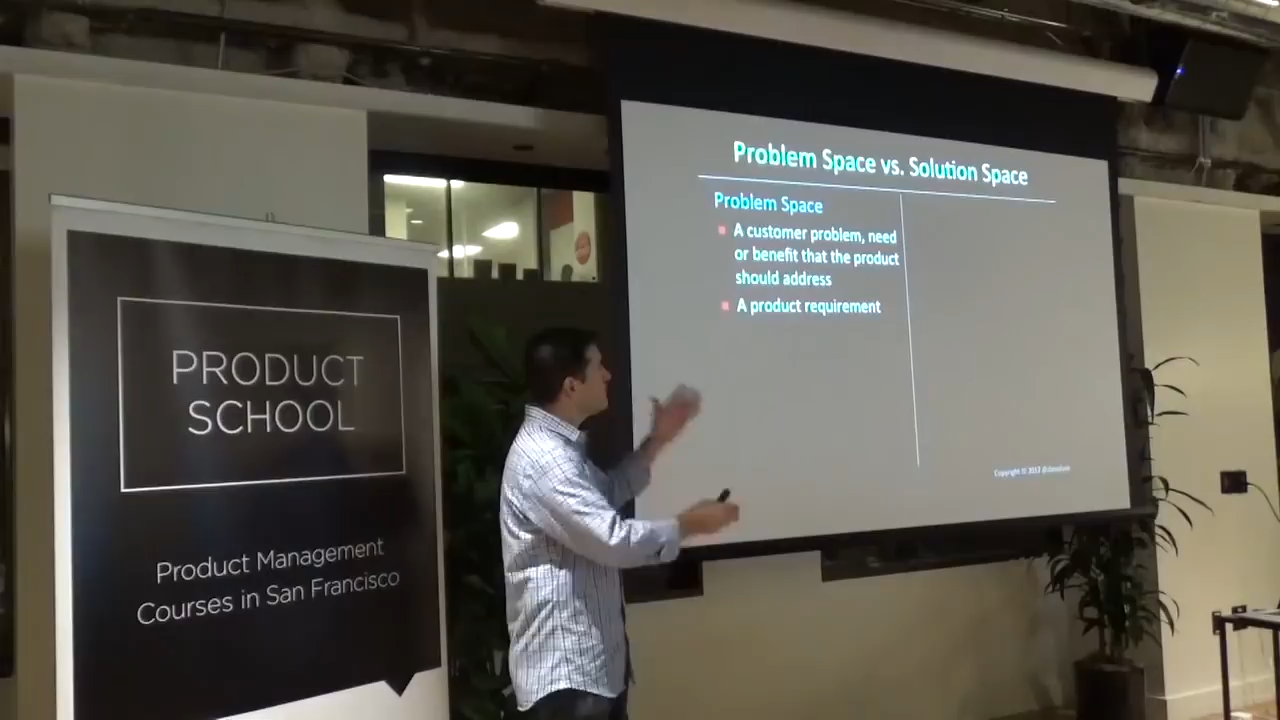 PRODUCT
SCHOOL
Product Management
Courses in San Francisco
Problem Space vs. Solution Space
Problem Space
A customer problem, need
or benefit that the product
should address
A product requirement
Copyright ©